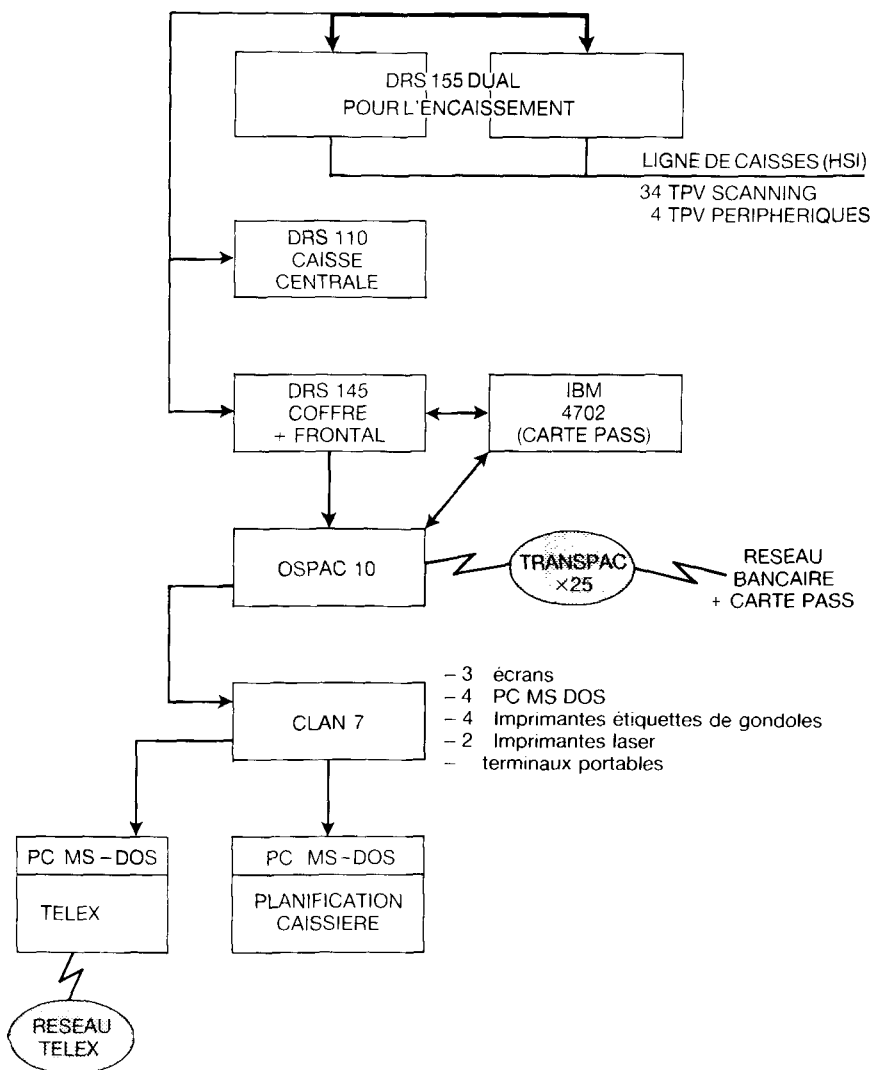 DRS 155 DUAL
POUR L'ENCAISSEMENT
LIGNE DE CAISSES (HSI)
34 TPV SCANNING
4 TPV PERIPHERIQUES
DRS 110
CAISSE
CENTRALE
DRS 145
COFFRE
+ FRONTAL
IBM
4702
(CARTE PASS)
OSPAC 10
TRANSPAC
×25
RESEAU
BANCAIRE
+ CARTE PASS
CLAN 7
– 3 écrans
– 4 PC MS DOS
– 4 Imprimantes étiquettes de gondoles
– 2 Imprimantes laser
– terminaux portables
PC MS–DOS
TELEX
PC MS–DOS
PLANIFICATION
CAISSIERE
RESEAU
TELEX